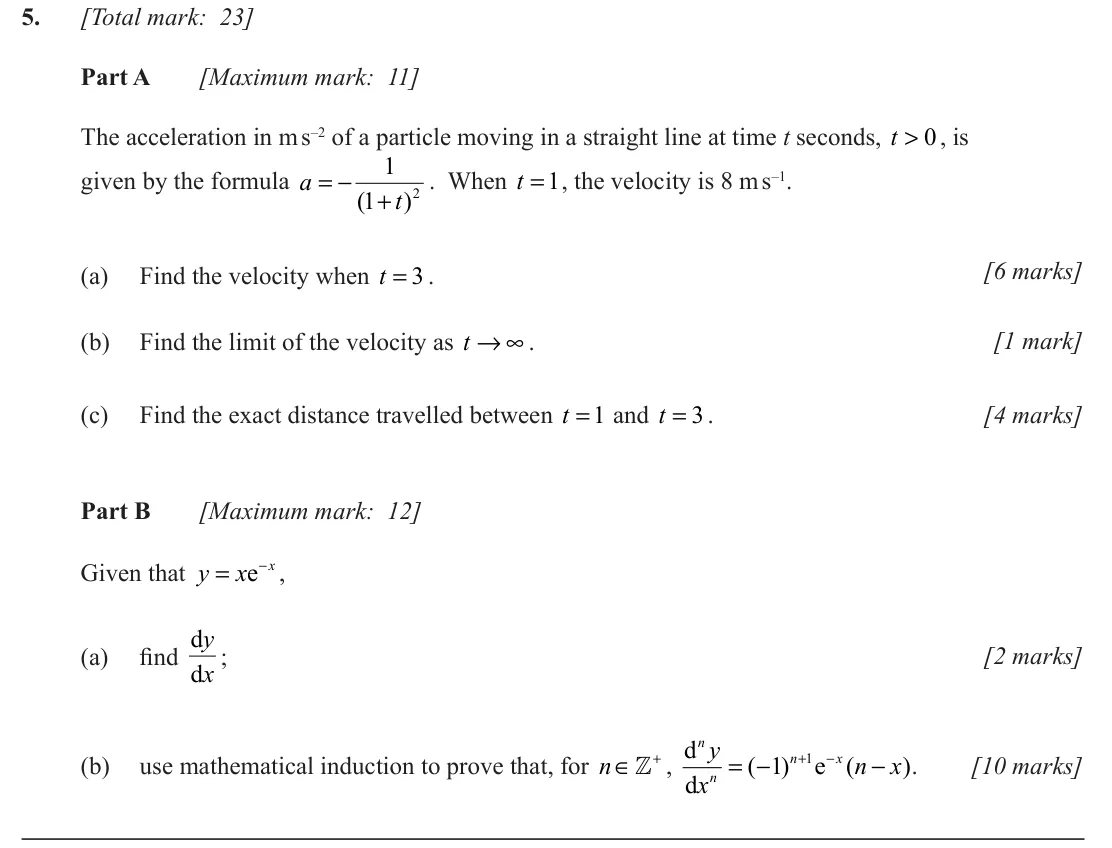 5. [Total mark: 23]
Part A [Maximum mark: 11]
The acceleration in m s⁻² of a particle moving in a straight line at time t seconds, t > 0, is
given by the formula a = −1/(1+t)². When t = 1, the velocity is 8 m s⁻¹.
(a) Find the velocity when t = 3. [6 marks]
(b) Find the limit of the velocity as t → ∞. [1 mark]
(c) Find the exact distance travelled between t = 1 and t = 3. [4 marks]
Part B [Maximum mark: 12]
Given that y = xe⁻ˣ,
(a) find dy/dx; [2 marks]
(b) use mathematical induction to prove that, for n ∈ ℤ⁺, dⁿy/dxⁿ = (−1)ⁿ⁺¹e⁻ˣ(n − x). [10 marks]